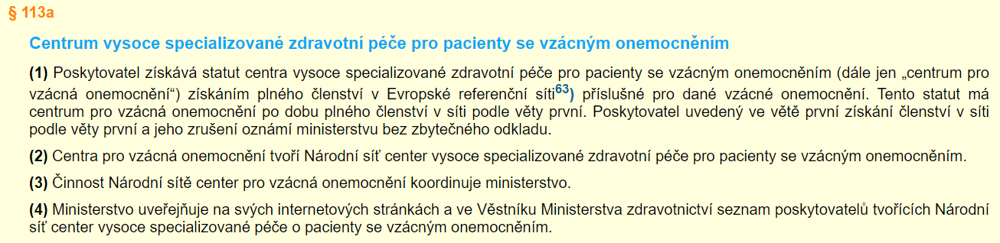 § 113a
Centrum vysoce specializované zdravotní péče pro pacienty se vzácným onemocněním
(1) Poskytovatel získává statut centra vysoce specializované zdravotní péče pro pacienty se vzácným onemocněním (dále jen „centrum pro
vzácná onemocnění“) získáním plného členství v Evropské referenční síti63) příslušné pro dané vzácné onemocnění. Tento statut má
centrum pro vzácná onemocnění po dobu plného členství v síti podle věty první. Poskytovatel uvedený ve větě první získání členství v síti
podle věty první a jeho zrušení oznámí ministerstvu bez zbytečného odkladu.
(2) Centra pro vzácná onemocnění tvoří Národní síť center vysoce specializované zdravotní péče pro pacienty se vzácným onemocněním.
(3) Činnost Národní sítě center pro vzácná onemocnění koordinuje ministerstvo.
(4) Ministerstvo uveřejňuje na svých internetových stránkách a ve Věstníku Ministerstva zdravotnictví seznam poskytovatelů tvořících Národní
síť center vysoce specializované péče o pacienty se vzácným onemocněním.